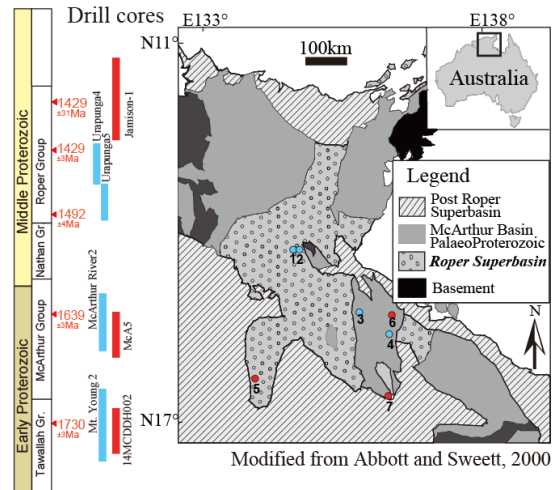 Drill cores
Middle Proterozoic
Early Proterozoic
Roper Group
Nathan Gr.
McArthur Group
Tawallah Gr.
1429
±31Ma
1429
±3Ma
1492
±4Ma
1639
±3Ma
1730
±3Ma
Jamison-1
Urapunga4
Urapunga5
McArthur River2
McA5
Mt. Young 2
14MCDDH002
E133°
E138°
N11°
N17°
100km
Australia
Legend
Post Roper
Superbasin
McArthur Basin
PalaeoProterozoic
Roper Superbasin
Basement
N
12
3
6
4
5
7
Modified from Abbott and Sweett, 2000